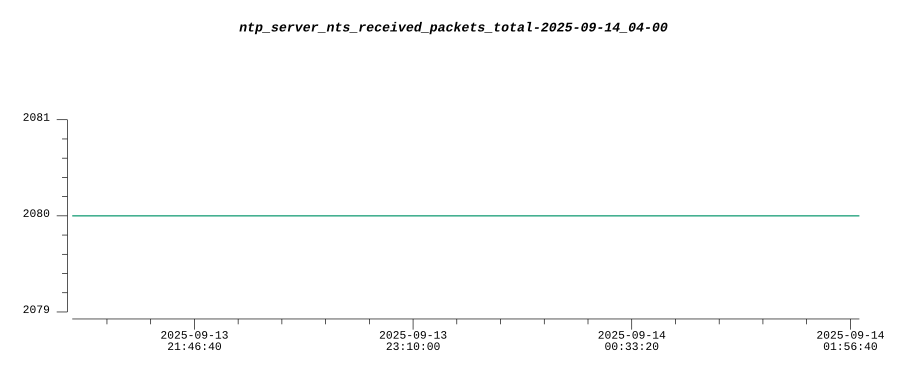 ntp_server_nts_received_packets_total-2025-09-14_04-00
2081
2080
2079
2025-09-13 2025-09-13 2025-09-14 2025-09-14
21:46:40 23:10:00 00:33:20 01:56:40